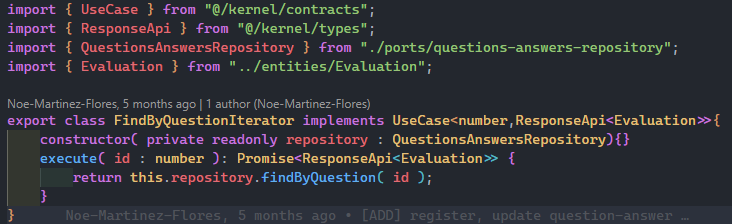 import { UseCase } from "@/kernel/contracts";
import { ResponseApi } from "@/kernel/types";
import { QuestionsAnswersRepository } from "./ports/questions-answers-repository";
import { Evaluation } from "../entities/Evaluation";
Noe-Martinez-Flores, 5 months ago | 1 author (Noe-Martinez-Flores)
export class FindByQuestionIterator implements UseCase<number,ResponseApi<Evaluation>>{
    constructor( private readonly repository : QuestionsAnswersRepository){}
    execute( id : number ): Promise<ResponseApi<Evaluation>> {
        return this.repository.findByQuestion( id );
    }
}     Noe-Martinez-Flores, 5 months ago • [ADD] register, update question-answer …